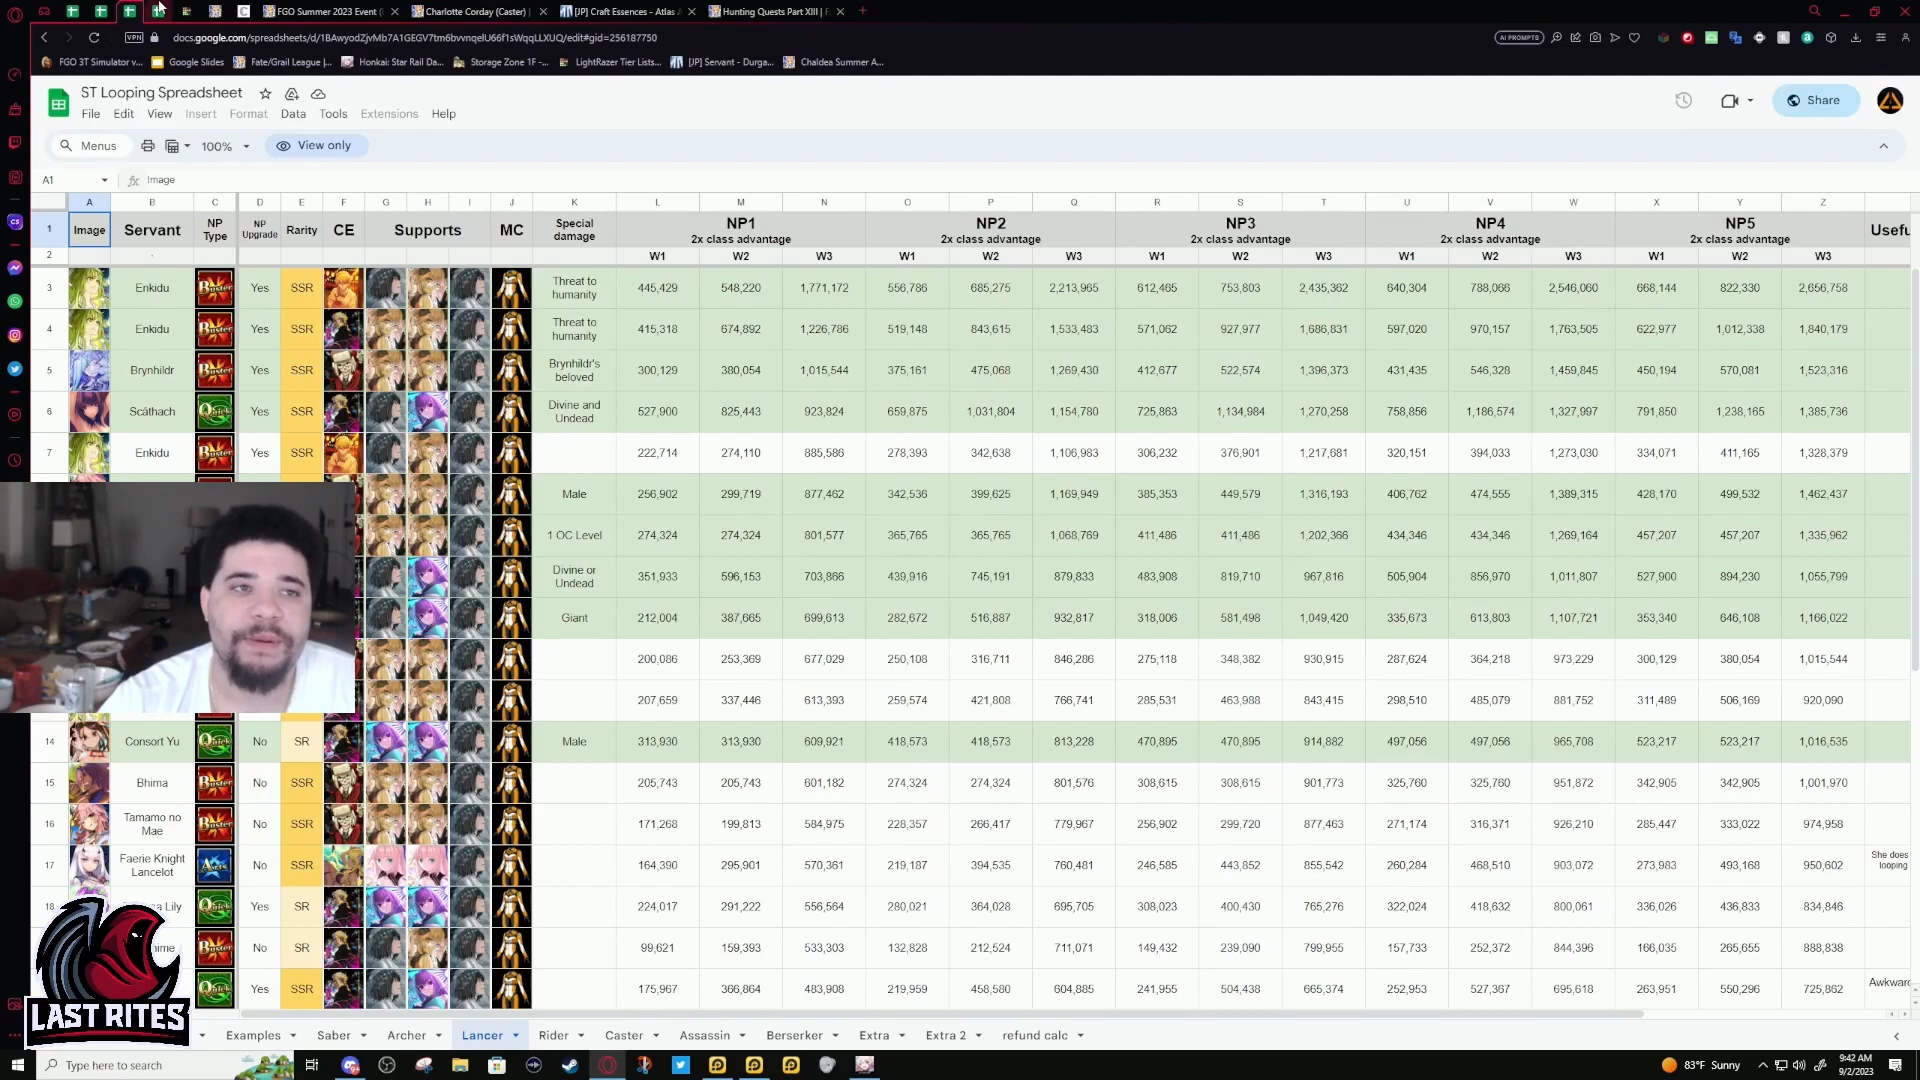 FGO Summer 2023 Event (
Charlotte Corday (Caster) |
[JP] Craft Essences - Atlas A
Hunting Quests Part XIII | F
VPN
docs.google.com/spreadsheets/d/1BAwyodZjvMb7A1GEGV7tm6bvvnqelU66f1sWqqLLXUQ/edit#gid=256187750
AI PROMPTS
FGO 3T Simulator v...
Google Slides
Fate/Grail League |...
Honkai: Star Rail Da...
Storage Zone 1F -...
LightRazer Tier Lists...
[JP] Servant - Durga...
Chaldea Summer A...
ST Looping Spreadsheet
File Edit View Insert Format Data Tools Extensions Help
Share
Menus 100% View only
A1 fx Image
A B C D E F G H I J K L M N O P Q R S T U V W X Y Z
1 Image Servant NP Type NP Upgrade Rarity CE Supports MC Special damage NP1 2x class advantage NP2 2x class advantage NP3 2x class advantage NP4 2x class advantage NP5 2x class advantage Usefu
2 W1 W2 W3 W1 W2 W3 W1 W2 W3 W1 W2 W3 W1 W2 W3
3 Enkidu Buster Yes SSR Threat to humanity 445,429 548,220 1,771,172 556,786 685,275 2,213,965 612,465 753,803 2,435,362 640,304 788,066 2,546,060 668,144 822,330 2,656,758
4 Enkidu Buster Yes SSR Threat to humanity 415,318 674,892 1,226,786 519,148 843,615 1,533,483 571,062 927,977 1,686,831 597,020 970,157 1,763,505 622,977 1,012,338 1,840,179
5 Brynhildr Buster Yes SSR Brynhildr's beloved 300,129 380,054 1,015,544 375,161 475,068 1,269,430 412,677 522,574 1,396,373 431,435 546,328 1,459,845 450,194 570,081 1,523,316
6 Scáthach Quick Yes SSR Divine and Undead 527,900 825,443 923,824 659,875 1,031,804 1,154,780 725,863 1,134,984 1,270,258 758,856 1,186,574 1,327,997 791,850 1,238,165 1,385,736
7 Enkidu Buster Yes SSR 222,714 274,110 885,586 278,393 342,638 1,106,983 306,232 376,901 1,217,681 320,151 394,033 1,273,030 334,071 411,165 1,328,379
Male 256,902 299,719 877,462 342,536 399,625 1,169,949 385,353 449,579 1,316,193 406,762 474,555 1,389,315 428,170 499,532 1,462,437
1 OC Level 274,324 274,324 801,577 365,765 365,765 1,068,769 411,486 411,486 1,202,366 434,346 434,346 1,269,164 457,207 457,207 1,335,962
Divine or Undead 351,933 596,153 703,866 439,916 745,191 879,833 483,908 819,710 967,816 505,904 856,970 1,011,807 527,900 894,230 1,055,799
Giant 212,004 387,665 699,613 282,672 516,887 932,817 318,006 581,498 1,049,420 335,673 613,803 1,107,721 353,340 646,108 1,166,022
200,086 253,369 677,029 250,108 316,711 846,286 275,118 348,382 930,915 287,624 364,218 973,229 300,129 380,054 1,015,544
207,659 337,446 613,393 259,574 421,808 766,741 285,531 463,988 843,415 298,510 485,079 881,752 311,489 506,169 920,090
14 Consort Yu Quick No SR Male 313,930 313,930 609,921 418,573 418,573 813,228 470,895 470,895 914,882 497,056 497,056 965,708 523,217 523,217 1,016,535
15 Bhima Buster No SSR 205,743 205,743 601,182 274,324 274,324 801,576 308,615 308,615 901,773 325,760 325,760 951,872 342,905 342,905 1,001,970
16 Tamamo no Mae Buster No SSR 171,268 199,813 584,975 228,357 266,417 779,967 256,902 299,720 877,463 271,174 316,371 926,210 285,447 333,022 974,958
17 Faerie Knight Lancelot Arts No SSR 164,390 295,901 570,361 219,187 394,535 760,481 246,585 443,852 855,542 260,284 468,510 903,072 273,983 493,168 950,602 She does looping
18 Lily Quick Yes SR 224,017 291,222 556,564 280,021 364,028 695,705 308,023 400,430 765,276 322,024 418,632 800,061 336,026 436,833 834,846
ime Buster No SR 99,621 159,393 533,303 132,828 212,524 711,071 149,432 239,090 799,955 157,733 252,372 844,396 166,035 265,655 888,838
Quick Yes SSR 175,967 366,864 483,908 219,959 458,580 604,885 241,955 504,438 665,374 252,953 527,367 695,618 263,951 550,296 725,862 Awkward
LAST RITES
Examples Saber Archer Lancer Rider Caster Assassin Berserker Extra Extra 2 refund calc
Type here to search
83°F Sunny
9:42 AM
9/2/2023